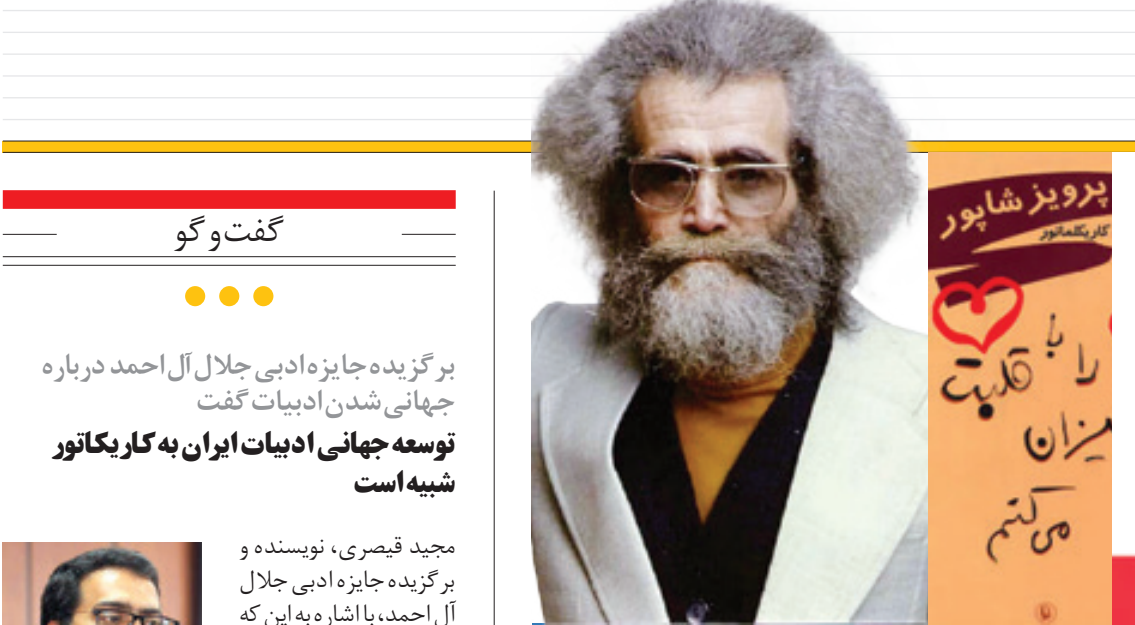 پرویز شاپور
کاریکلماتور
را با
قلبت
میزان
می‌کنم
گفت‌و‌گو
برگزیده جایزه ادبی جلال آل احمد درباره
جهانی شدن ادبیات گفت
توسعه جهانی ادبیات ایران به کاریکاتور
شبیه است
مجید قیصری، نویسنده و
برگزیده جایزه ادبی جلال
آل احمد، با اشاره به این که